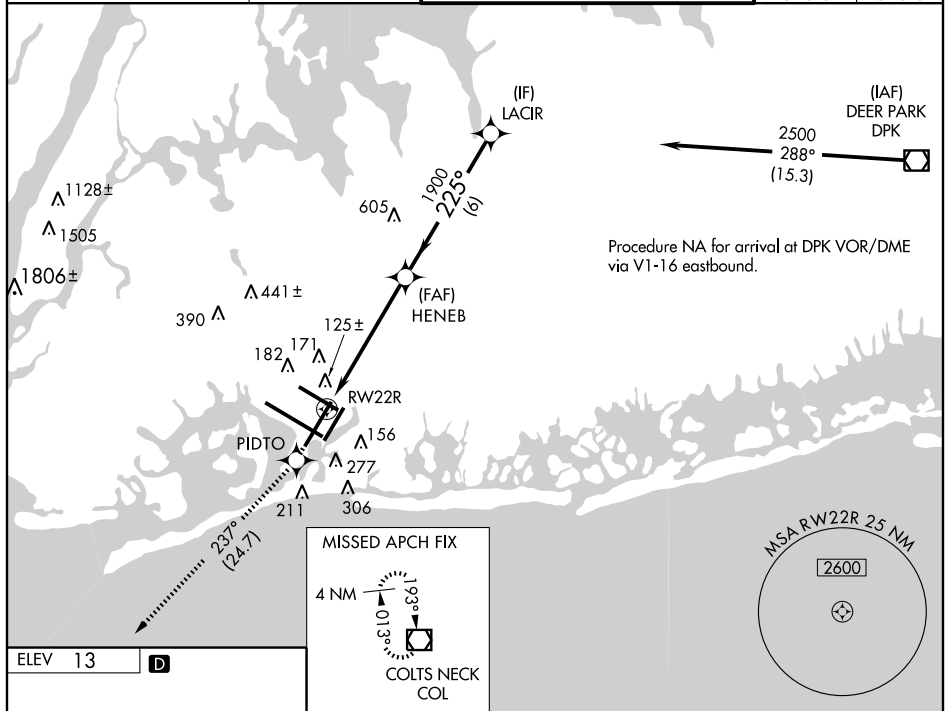 (IF)
LACIR
(IAF)
DEER PARK
DPK
2500
288°
(15.3)
1900
225°
(6)
1128±
1505
1806±
605
Procedure NA for arrival at DPK VOR/DME
via V1-16 eastbound.
(FAF)
HENEB
441±
390
125±
171
182
RW22R
PIDTO
156
277
211
306
237°
(24.7)
MISSED APCH FIX
4 NM
193°
013°
COLTS NECK
COL
MSA RW22R 25 NM
2600
ELEV 13
D